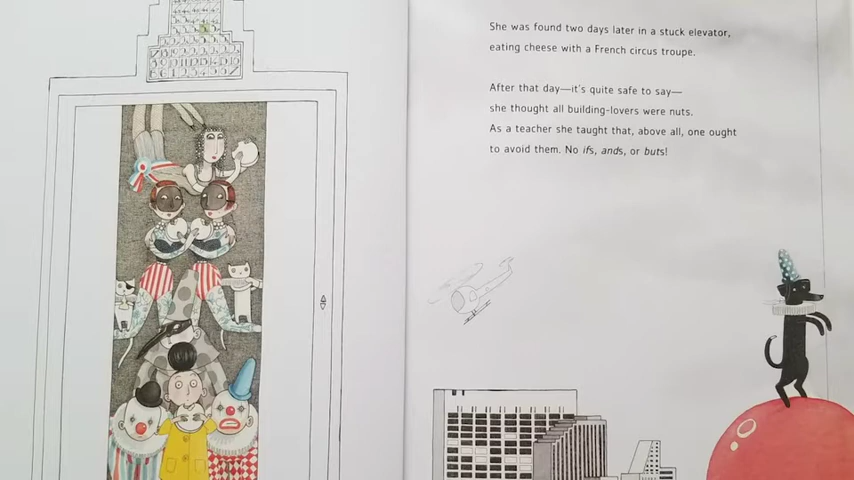 She was found two days later in a stuck elevator,
eating cheese with a French circus troupe.
After that day—it's quite safe to say—
she thought all building-lovers were nuts.
As a teacher she taught that, above all, one ought
to avoid them. No ifs, ands, or buts!